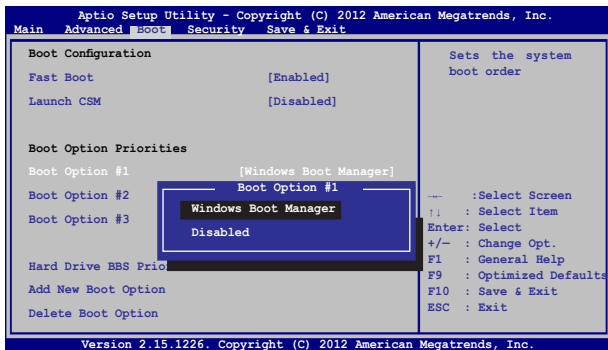 Aptio Setup Utility - Copyright (C) 2012 American Megatrends, Inc.
Main Advanced Boot Security Save & Exit
Boot Configuration
Fast Boot [Enabled]
Launch CSM [Disabled]
Boot Option Priorities
Boot Option #1 [Windows Boot Manager]
Boot Option #2
Boot Option #3
Hard Drive BBS
Add New Boot Option
Delete Boot Option
Boot Option #1
Windows Boot Manager
Disabled
Sets the system
boot order
→← :Select Screen
↑↓ : Select Item
Enter: Select
+/— : Change Opt.
F1 : General Help
F9 : Optimized Defaults
F10 : Save & Exit
ESC : Exit
Version 2.15.1226. Copyright (C) 2012 American Megatrends, Inc.